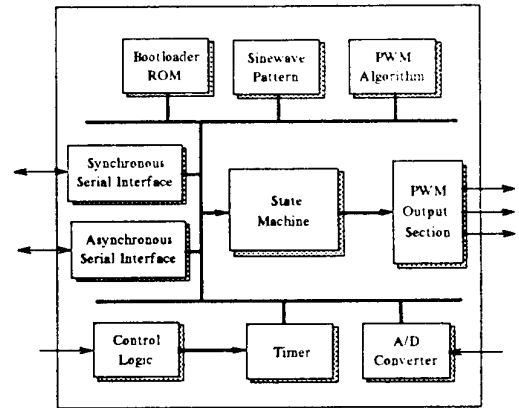 Bootloader
ROM
Sinewave
Pattern
PWM
Algorithm
Synchronous
Serial Interface
State
Machine
PWM
Output
Section
Asynchronous
Serial Interface
Control
Logic
Timer
A/D
Converter